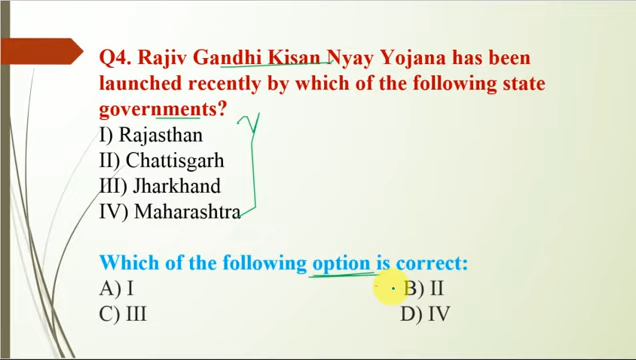 Q4. Rajiv Gandhi Kisan Nyay Yojana has been
launched recently by which of the following state
governments?
I) Rajasthan
II) Chattisgarh
III) Jharkhand
IV) Maharashtra
Which of the following option is correct:
A) I
B) II
C) III
D) IV